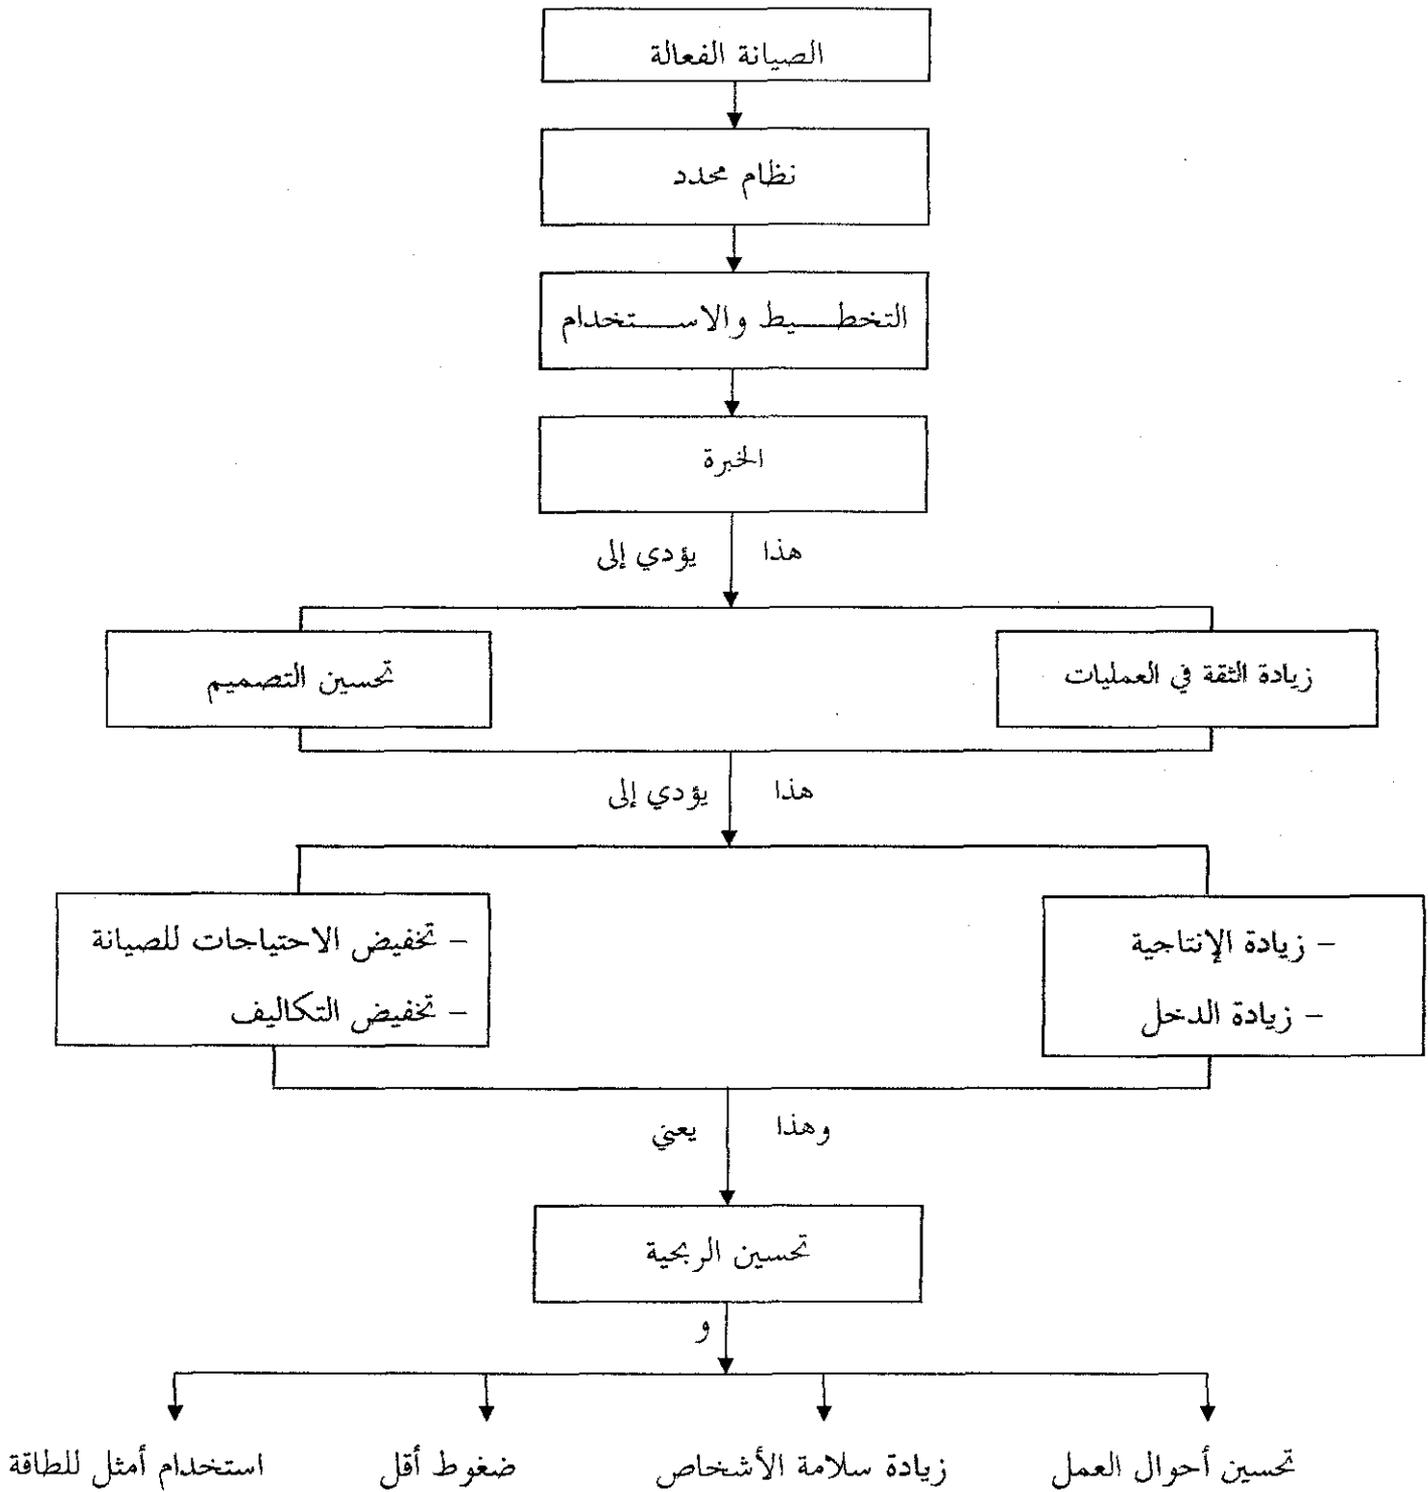 الصيانة الفعالة
نظام محدد
التخطيط والاستخدام
الخبرة
هذا يؤدي إلى
زيادة الثقة في العمليات
تحسين التصميم
هذا يؤدي إلى
– زيادة الإنتاجية
– زيادة الدخل
– تخفيض الاحتياجات للصيانة
– تخفيض التكاليف
وهذا يعني
تحسين الربحية
و
تحسين أحوال العمل
زيادة سلامة الأشخاص
ضغوط أقل
استخدام أمثل للطاقة